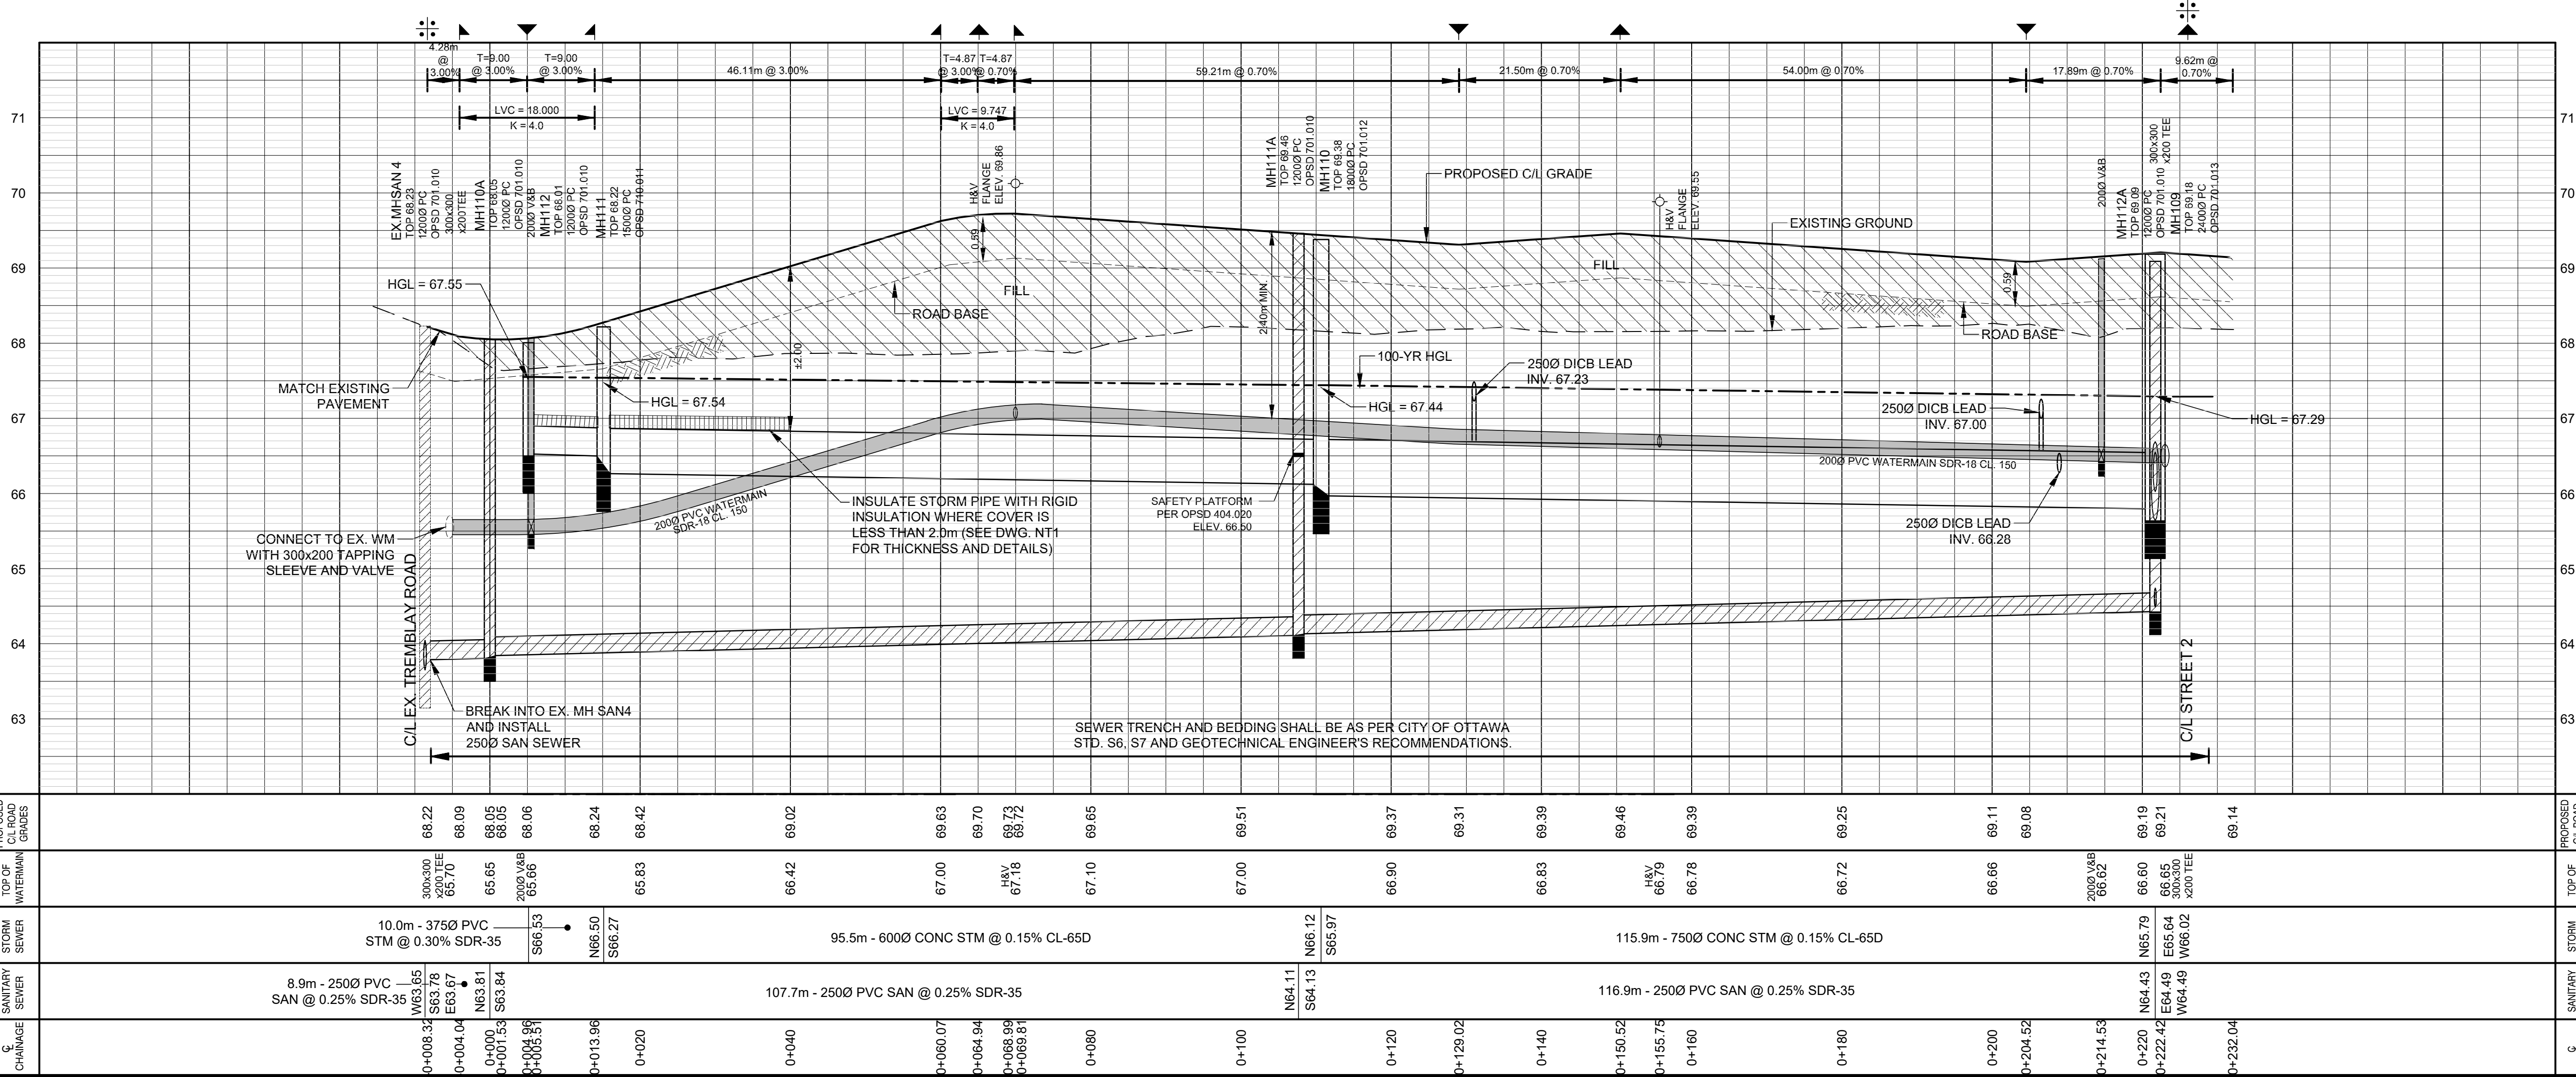 4.28m
@
3.00%
T=9.00
@ 3.00%
T=9.00
@ 3.00%
46.11m @ 3.00%
T=4.87
@ 3.00%
T=4.87
@ 0.70%
59.21m @ 0.70%
21.50m @ 0.70%
54.00m @ 0.70%
17.89m @ 0.70%
9.62m @
0.70%
LVC = 18.000
K = 4.0
LVC = 9.747
K = 4.0
71
70
69
68
67
66
65
64
63
71
70
69
68
67
66
65
64
63
EX.MHSAN 4
TOP 68.23
1200Ø PC
OPSD 701.010
300x300
x200TEE
MH110A
TOP 68.05
1200Ø PC
OPSD 701.010
200Ø V&B
MH112
TOP 68.01
1200Ø PC
OPSD 701.010
MH111
TOP 68.22
1500Ø PC
OPSD 710.011
H&V
FLANGE
ELEV. 69.86
MH111A
TOP 69.46
1200Ø PC
OPSD 701.010
MH110
TOP 69.38
1800Ø PC
OPSD 701.012
PROPOSED C/L GRADE
H&V
FLANGE
ELEV. 69.55
EXISTING GROUND
200Ø V&B
MH112A
TOP 69.09
1200Ø PC
OPSD 701.010
300x300
x200 TEE
MH109
TOP 69.18
2400Ø PC
OPSD 701.013
HGL = 67.55
0.59
FILL
ROAD BASE
±2.00
2.40m MIN.
FILL
0.59
ROAD BASE
MATCH EXISTING
PAVEMENT
HGL = 67.54
100-YR HGL
250Ø DICB LEAD
INV. 67.23
HGL = 67.44
250Ø DICB LEAD
INV. 67.00
HGL = 67.29
200Ø PVC WATERMAIN
SDR-18 CL. 150
INSULATE STORM PIPE WITH RIGID
INSULATION WHERE COVER IS
LESS THAN 2.0m (SEE DWG. NT1
FOR THICKNESS AND DETAILS)
SAFETY PLATFORM
PER OPSD 404.020
ELEV. 66.50
200Ø PVC WATERMAIN SDR-18 CL. 150
250Ø DICB LEAD
INV. 66.28
CONNECT TO EX. WM
WITH 300x200 TAPPING
SLEEVE AND VALVE
C/L EX. TREMBLAY ROAD
BREAK INTO EX. MH SAN4
AND INSTALL
250Ø SAN SEWER
SEWER TRENCH AND BEDDING SHALL BE AS PER CITY OF OTTAWA
STD. S6, S7 AND GEOTECHNICAL ENGINEER'S RECOMMENDATIONS.
C/L STREET 2
C/L ROAD
GRADES
68.22
68.09
68.05
68.05
68.06
68.24
68.42
69.02
69.63
69.70
69.73
69.72
69.65
69.51
69.37
69.31
69.39
69.46
69.39
69.25
69.11
69.08
69.19
69.21
69.14
PROPOSED
TOP OF
WATERMAIN
300x300
x200 TEE
65.70
65.65
200Ø V&B
65.66
65.83
66.42
67.00
H&V
67.18
67.10
67.00
66.90
66.83
H&V
66.79
66.78
66.72
66.66
200Ø V&B
66.62
66.60
66.65
300x300
x200 TEE
TOP OF
STORM
SEWER
10.0m - 375Ø PVC
STM @ 0.30% SDR-35
S66.53
N66.50
S66.27
95.5m - 600Ø CONC STM @ 0.15% CL-65D
N66.12
S65.97
115.9m - 750Ø CONC STM @ 0.15% CL-65D
N65.79
E65.64
W66.02
STORM
SANITARY
SEWER
8.9m - 250Ø PVC
SAN @ 0.25% SDR-35
W63.65
S63.78
E63.67
N63.81
S63.84
107.7m - 250Ø PVC SAN @ 0.25% SDR-35
N64.11
S64.13
116.9m - 250Ø PVC SAN @ 0.25% SDR-35
N64.43
E64.49
W64.49
SANITARY
℄
CHAINAGE
-0+008.32
-0+004.04
0+000
0+001.53
0+004.96
0+005.51
0+013.96
0+020
0+040
0+060.07
0+064.94
0+068.99
0+069.81
0+080
0+100
0+120
0+129.02
0+140
0+150.52
0+155.75
0+160
0+180
0+200
0+204.52
0+214.53
0+220
0+222.42
0+232.04
℄